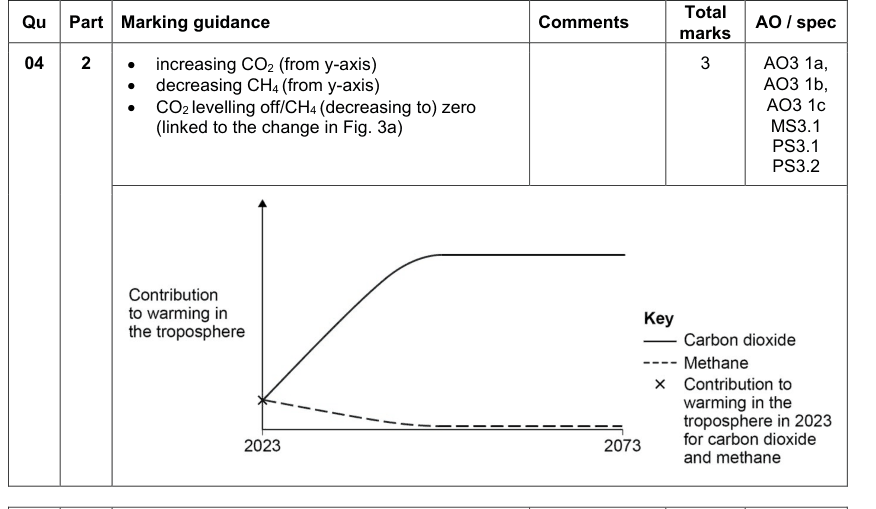 Qu Part Marking guidance Comments Total marks AO / spec
04 2 • increasing CO₂ (from y-axis) 3 AO3 1a,
• decreasing CH₄ (from y-axis) AO3 1b,
• CO₂ levelling off/CH₄ (decreasing to) zero AO3 1c
(linked to the change in Fig. 3a) MS3.1
PS3.1
PS3.2
Contribution
to warming in
the troposphere
2023
2073
Key
Carbon dioxide
Methane
× Contribution to
warming in the
troposphere in 2023
for carbon dioxide
and methane